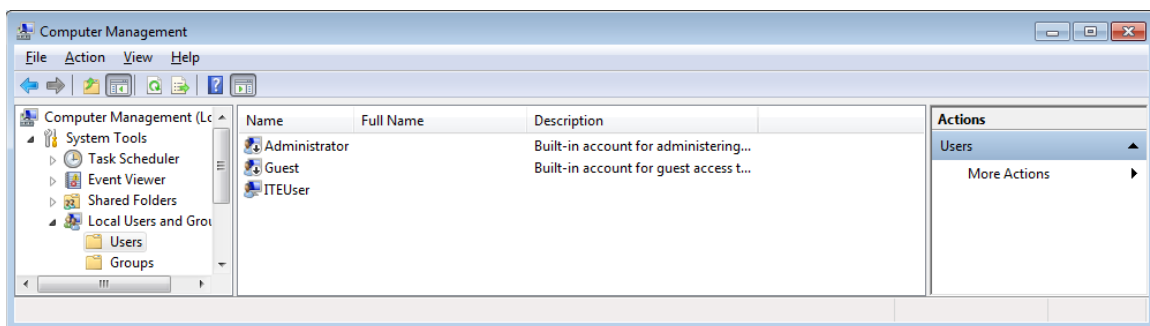 Computer Management
File Action View Help
Computer Management (Lc
System Tools
Task Scheduler
Event Viewer
Shared Folders
Local Users and Grou
Users
Groups
Name Full Name Description
Administrator Built-in account for administering...
Guest Built-in account for guest access t...
ITEUser
Actions
Users
More Actions